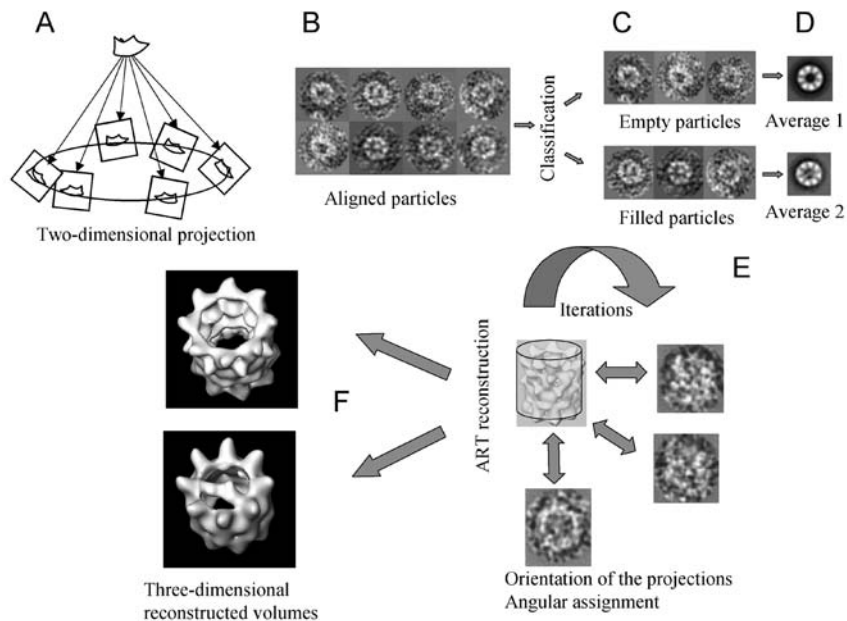 A
B
C
D
Two-dimensional projection
Aligned particles
Classification
Empty particles
Filled particles
Average 1
Average 2
E
Iterations
ART reconstruction
Orientation of the projections
Angular assignment
F
Three-dimensional
reconstructed volumes